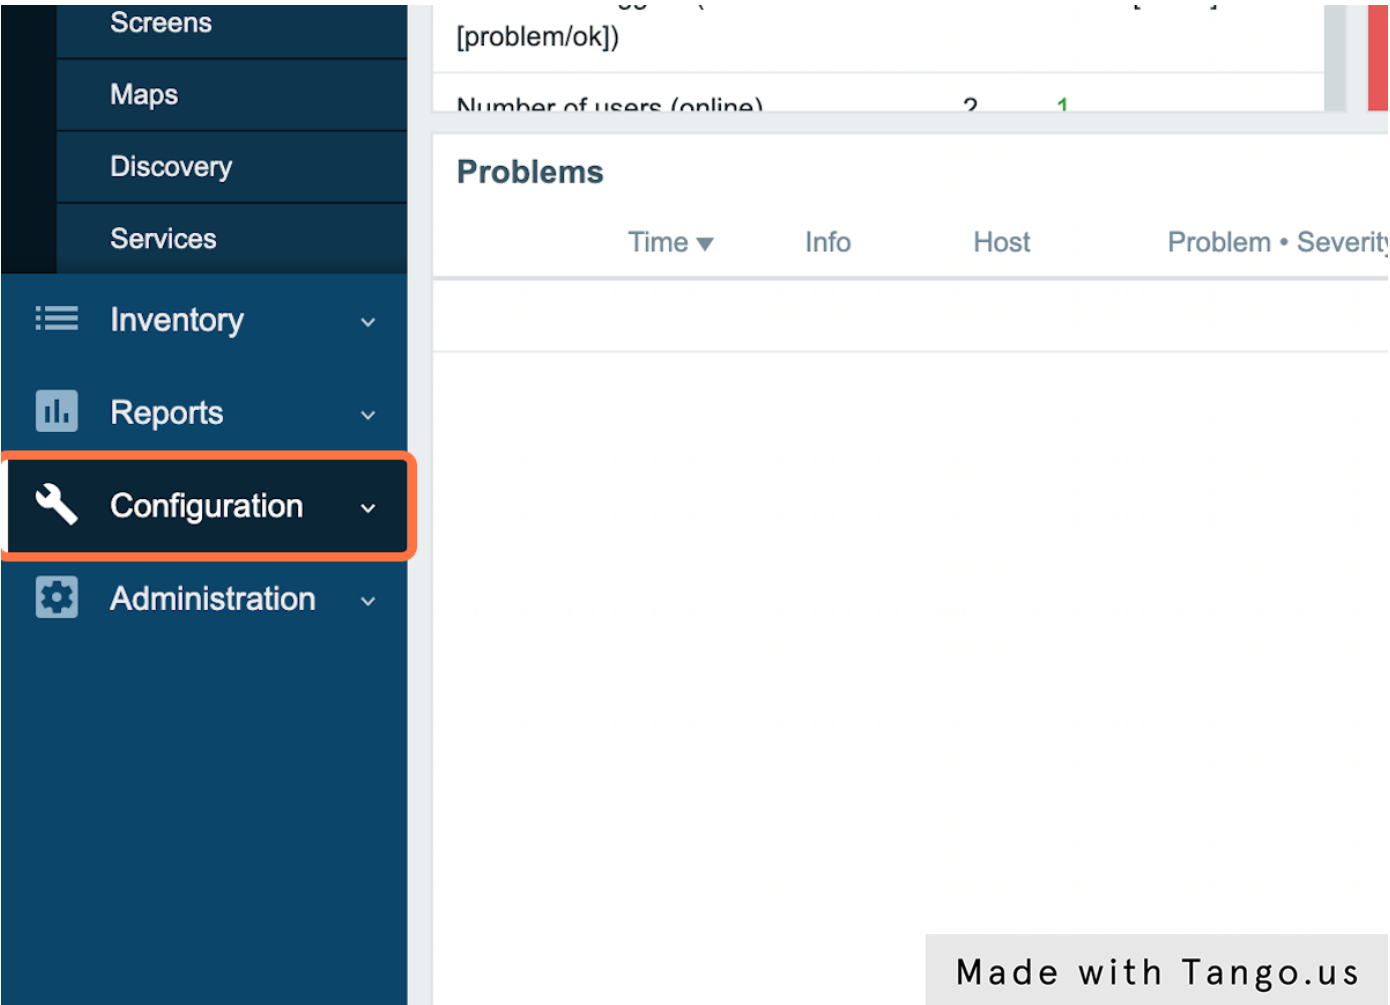 Screens
Maps
Discovery
Services
Inventory
Reports
Configuration
Administration
[problem/ok])
Number of users (online) 2 1
Problems
Time ▼ Info Host Problem • Severity
Made with Tango.us